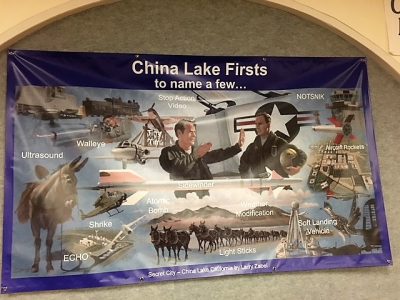 China Lake Firsts
to name a few...
Stop Action
Video
NOTSNIK
Walleye
Aircraft Rockets
Ultrasound
Sidewinder
Atomic
Bomb
Weather
Modification
Shrike
Soft Landing
Vehicle
ECHO
Light Sticks
Secret City ~ China Lake California by Larry Zabel